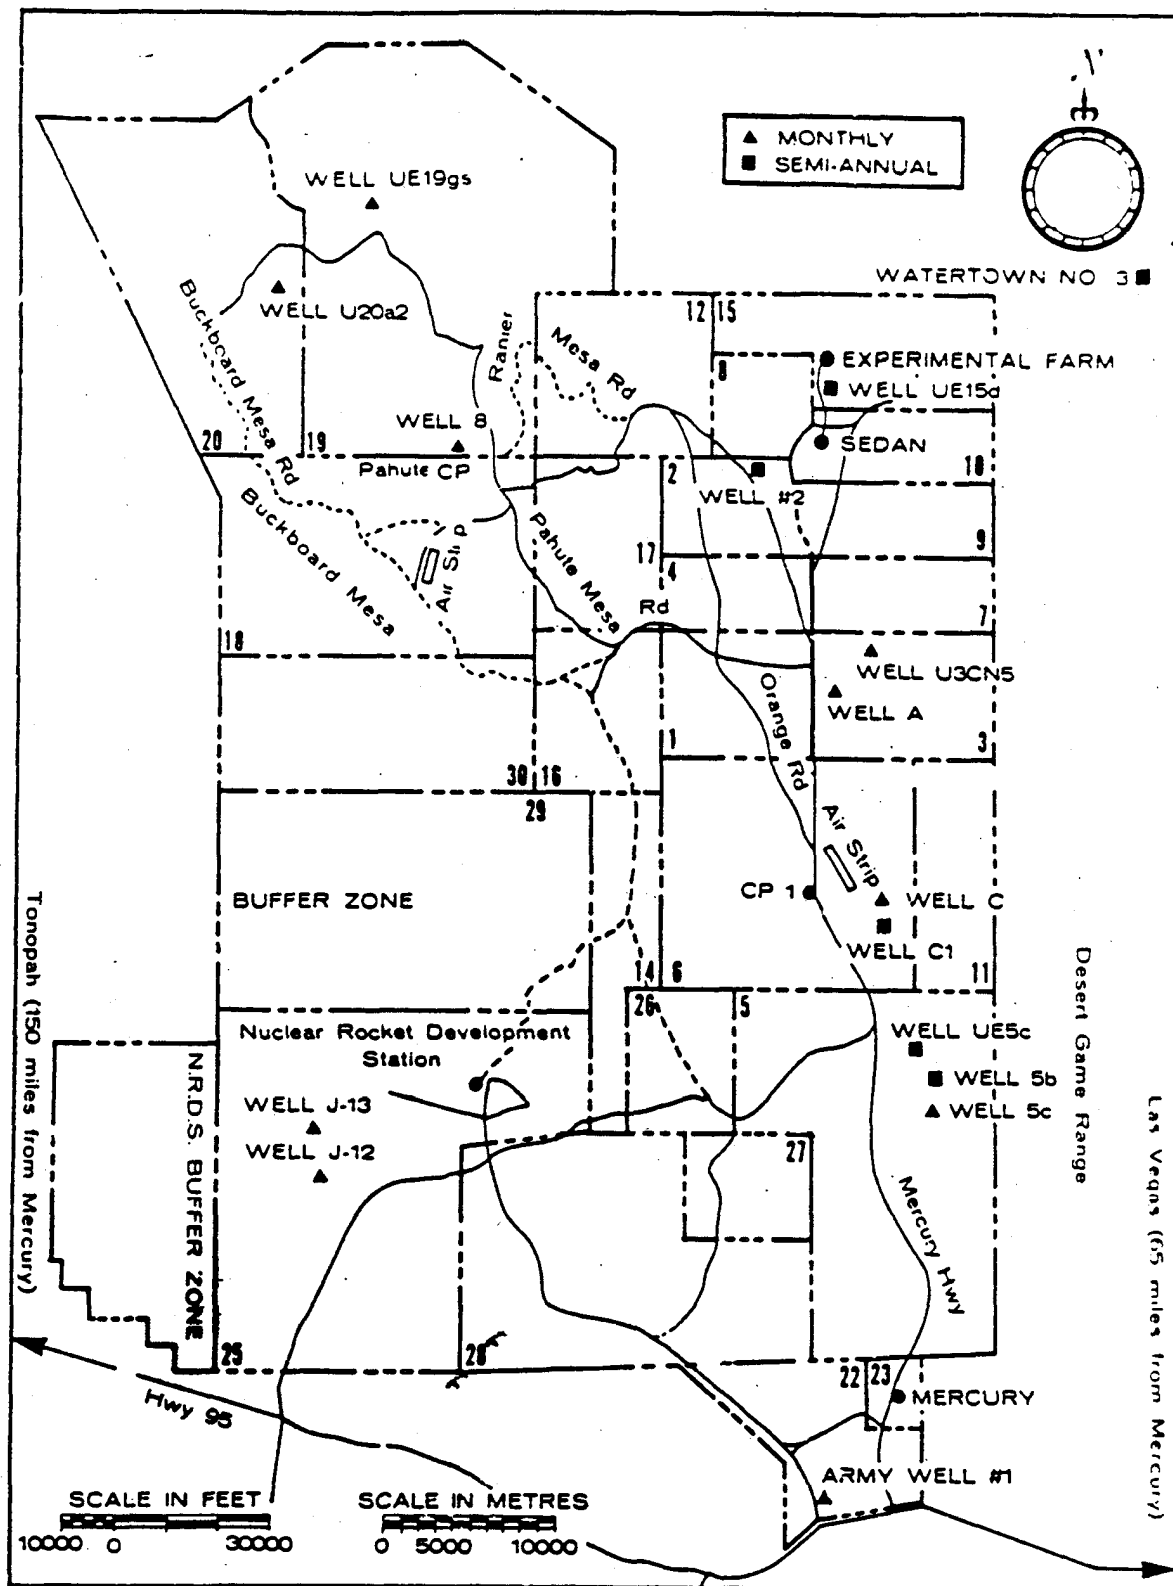 N
▲ MONTHLY
■ SEMI-ANNUAL
WELL UE19gs
WATERTOWN NO 3
WELL U20a2
Buckboard Mesa Rd
Ranier
Mesa Rd
12
15
8
EXPERIMENTAL FARM
WELL UE15d
WELL 8
SEDAN
20
19
Pahute CP
2
WELL #2
10
Buckboard Mesa
Air Strip
Pahute Mesa
Rd
17
4
9
7
18
WELL U3CN5
WELL A
Orange Rd
1
3
30
16
29
Air Strip
BUFFER ZONE
CP 1
WELL C
WELL C1
14
6
11
26
5
Desert Game Range
Tonopah (150 miles from Mercury)
Nuclear Rocket Development
Station
WELL UE5c
WELL 5b
WELL 5c
WELL J-13
WELL J-12
N.R.D.S. BUFFER ZONE
27
Mercury Hwy
Las Vegas (65 miles from Mercury)
25
28
22
23
MERCURY
Hwy 95
ARMY WELL #1
SCALE IN FEET
10000 0 30000
SCALE IN METRES
0 5000 10000